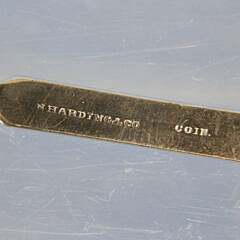 N. HARDING & CO. COIN.